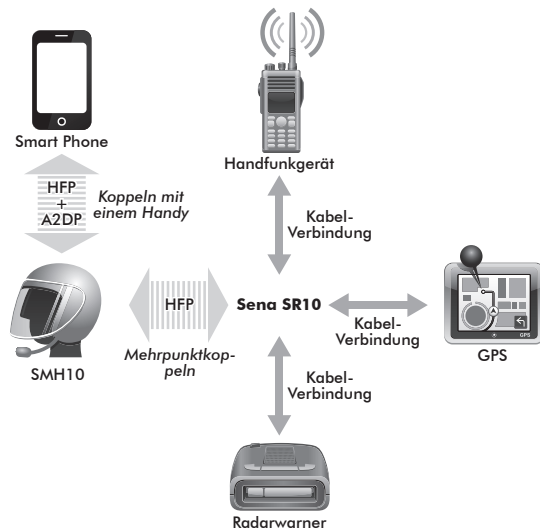 Smart Phone
HFP
+
A2DP
Koppeln mit
einem Handy
Handfunkgerät
Kabel-
Verbindung
SMH10
HFP
Mehrpunktkop-
peln
Sena SR10
Kabel-
Verbindung
GPS
GPS
Kabel-
Verbindung
Radarwarner